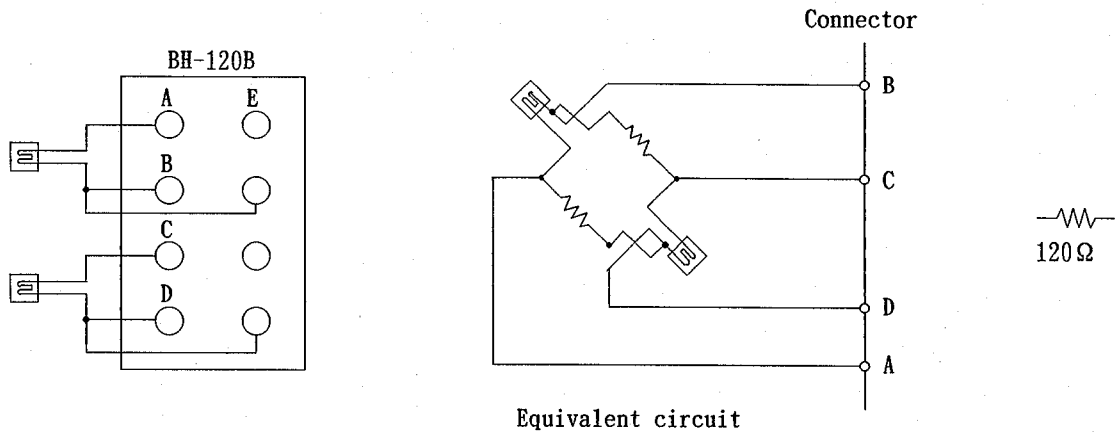 Connector
BH-120B
A E
B
C
D
B
C
D
A
120Ω
Equivalent circuit